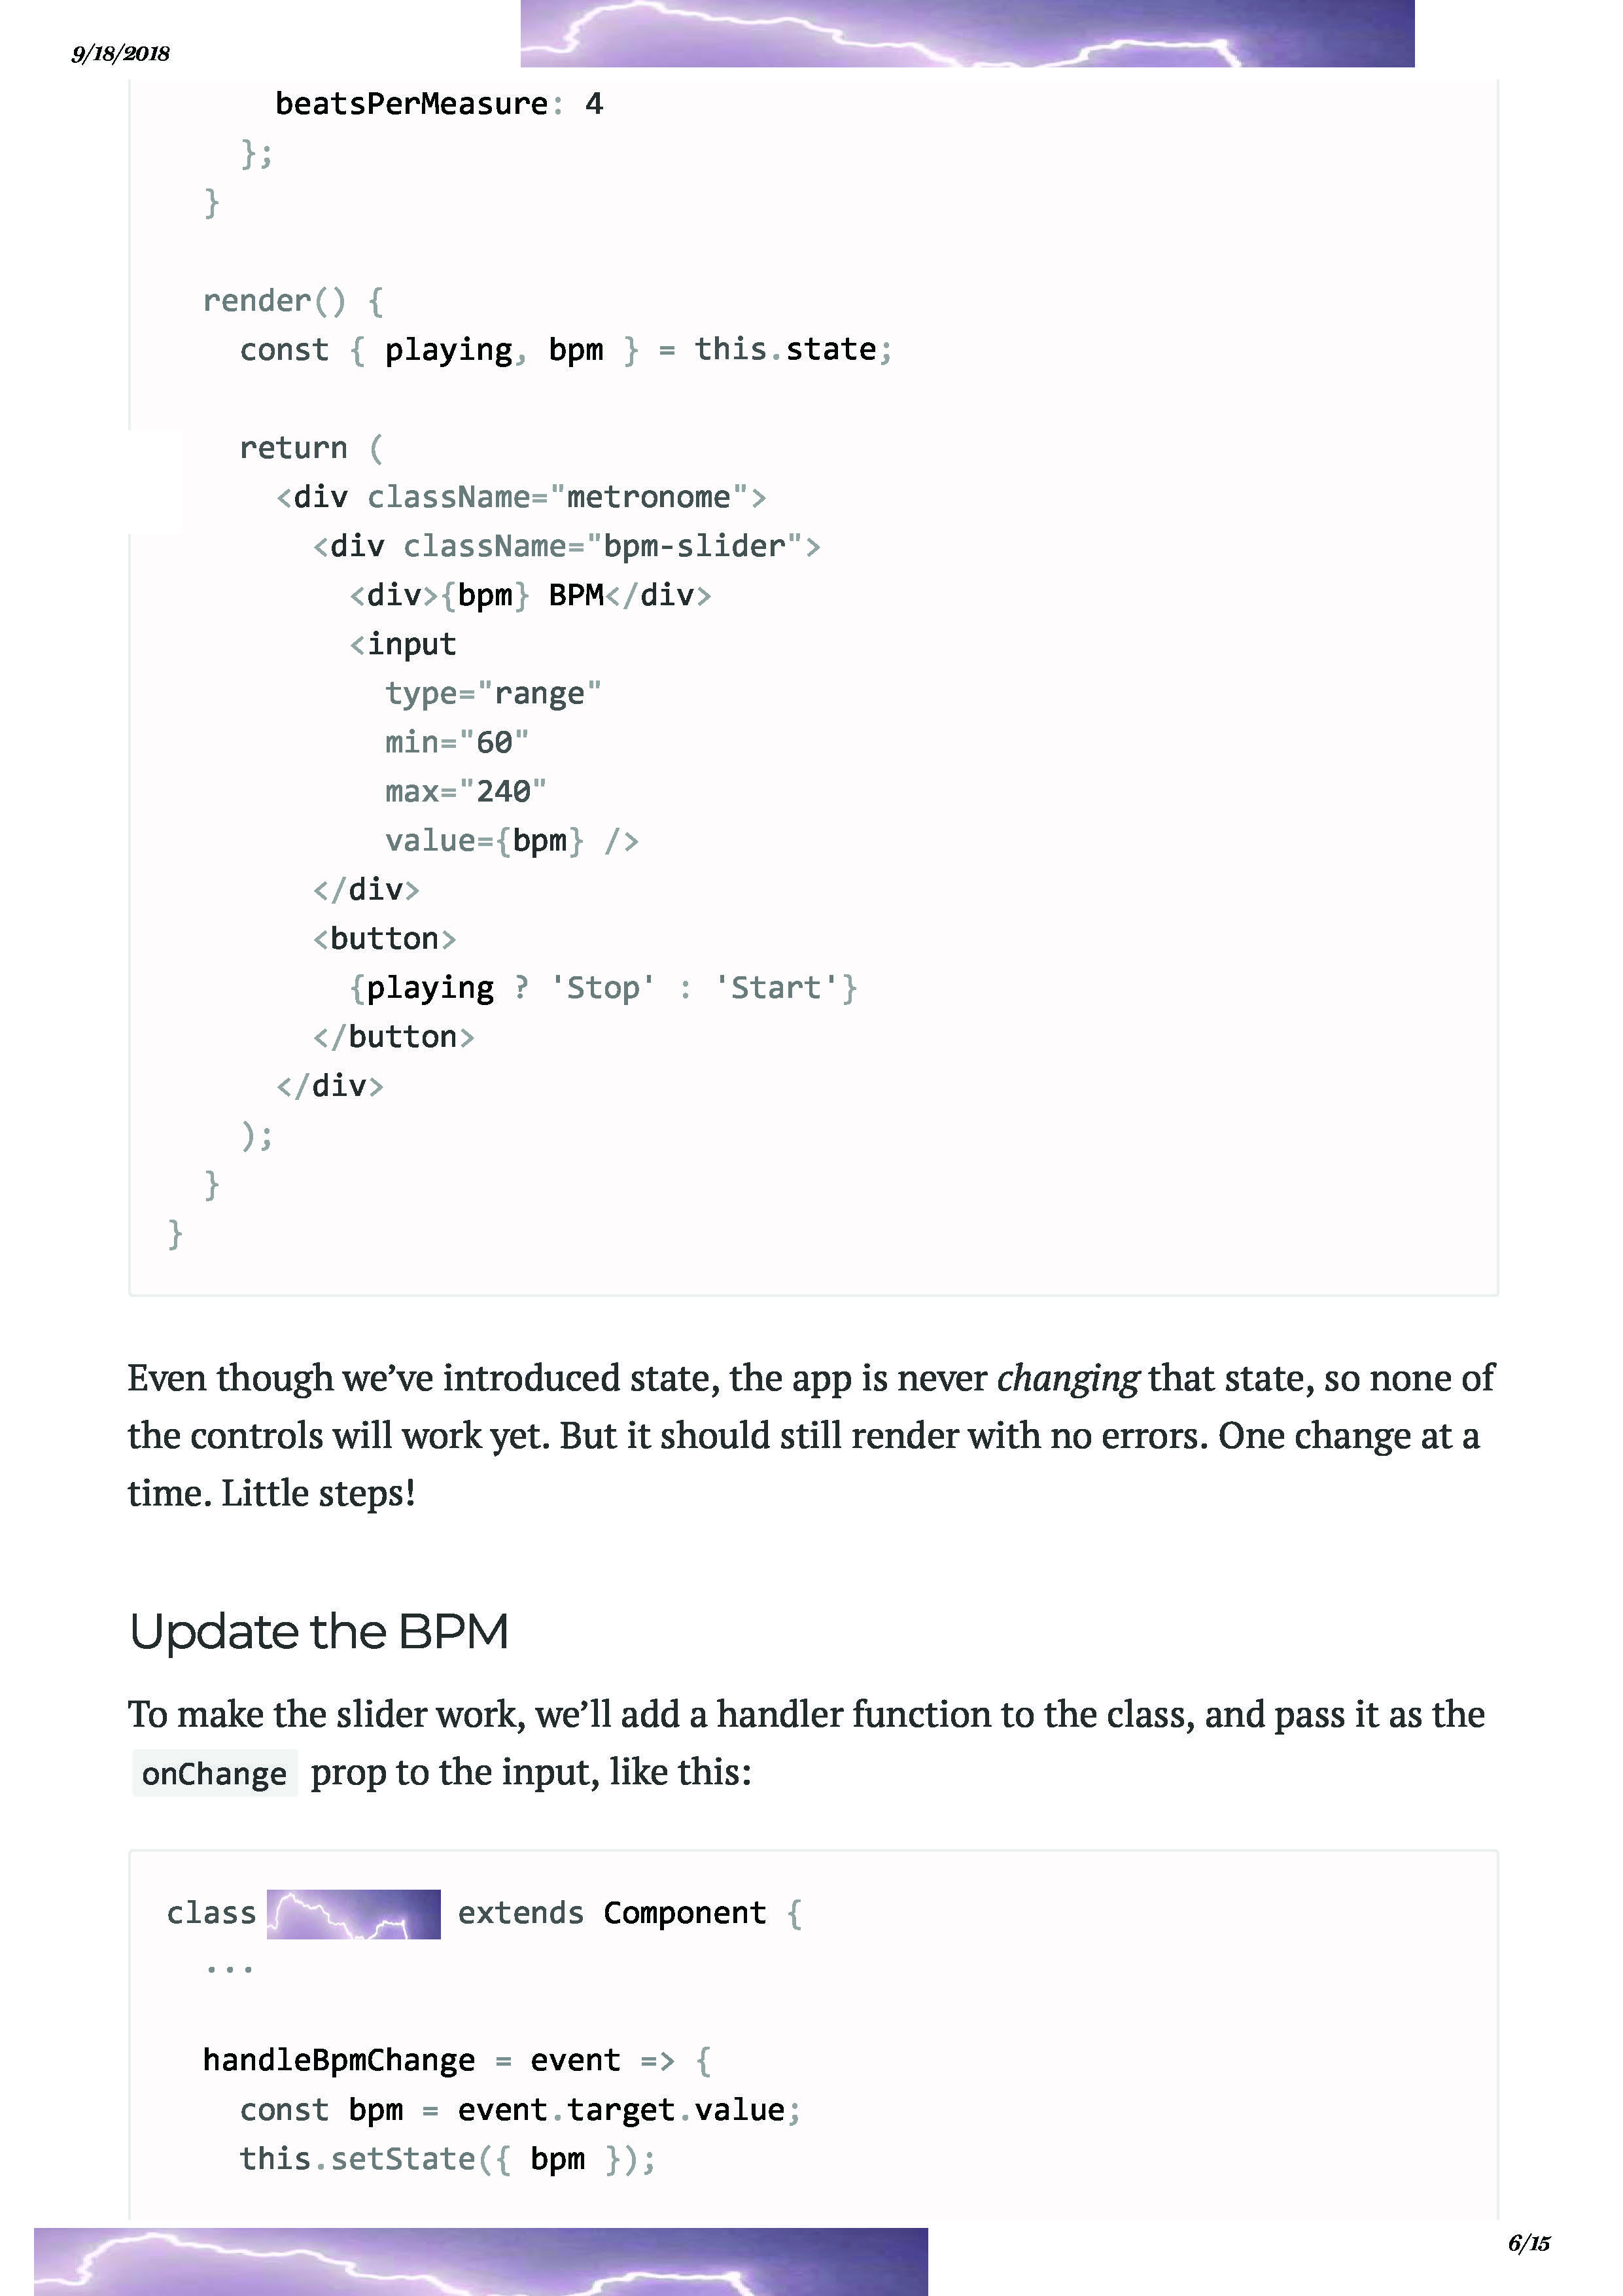 9/18/2018
beatsPerMeasure: 4
};
}
render() {
const { playing, bpm } = this.state;
return (
<div className="metronome">
<div className="bpm-slider">
<div>{bpm} BPM</div>
<input
type="range"
min="60"
max="240"
value={bpm} />
</div>
<button>
{playing ? 'Stop' : 'Start'}
</button>
</div>
);
}
}
Even though we’ve introduced state, the app is never changing that state, so none of
the controls will work yet. But it should still render with no errors. One change at a
time. Little steps!
Update the BPM
To make the slider work, we’ll add a handler function to the class, and pass it as the
onChange prop to the input, like this:
class extends Component {
...
handleBpmChange = event => {
const bpm = event.target.value;
this.setState({ bpm });
6/15